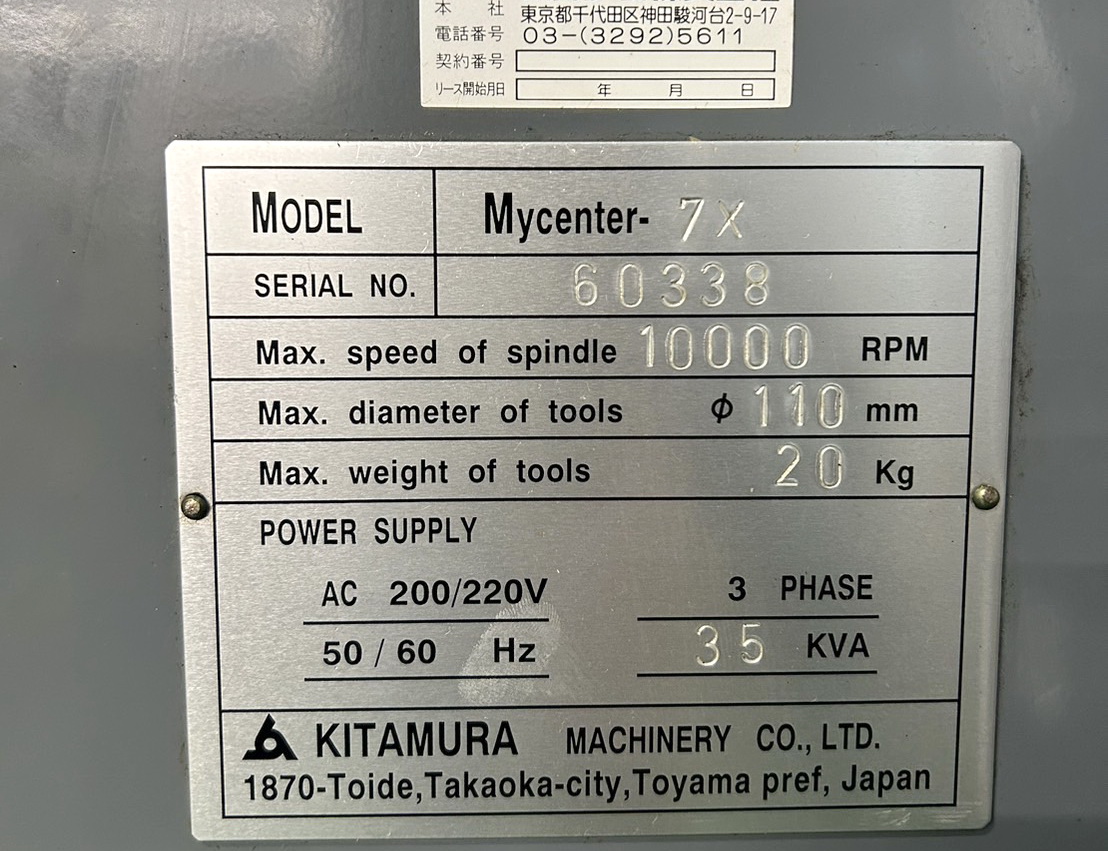 本社 東京都千代田区神田駿河台2-9-17
電話番号 03-(3292)5611
契約番号
リース開始月日 年 月 日
MODEL Mycenter- 7X
SERIAL NO. 60338
Max. speed of spindle 10000 RPM
Max. diameter of tools φ 110 mm
Max. weight of tools 20 Kg
POWER SUPPLY
AC 200/220V 3 PHASE
50 / 60 Hz 35 KVA
KITAMURA MACHINERY CO., LTD.
1870-Toide,Takaoka-city,Toyama pref, Japan